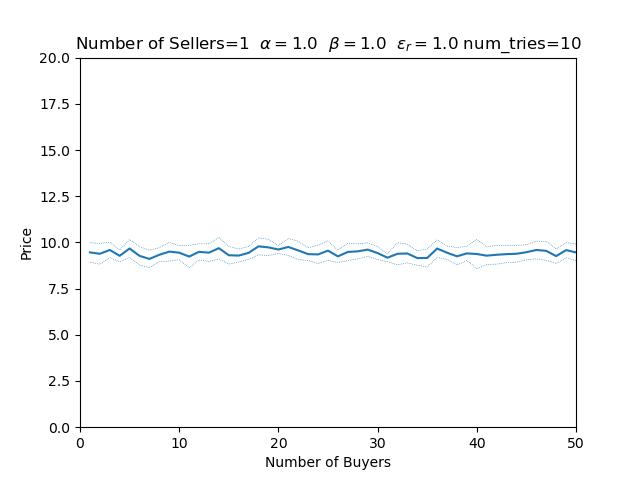 Number of Sellers=1 α = 1.0 β = 1.0 εᵣ = 1.0 num_tries=10
20.0
17.5
15.0
12.5
10.0
7.5
5.0
2.5
0.0
Price
0 10 20 30 40 50
Number of Buyers